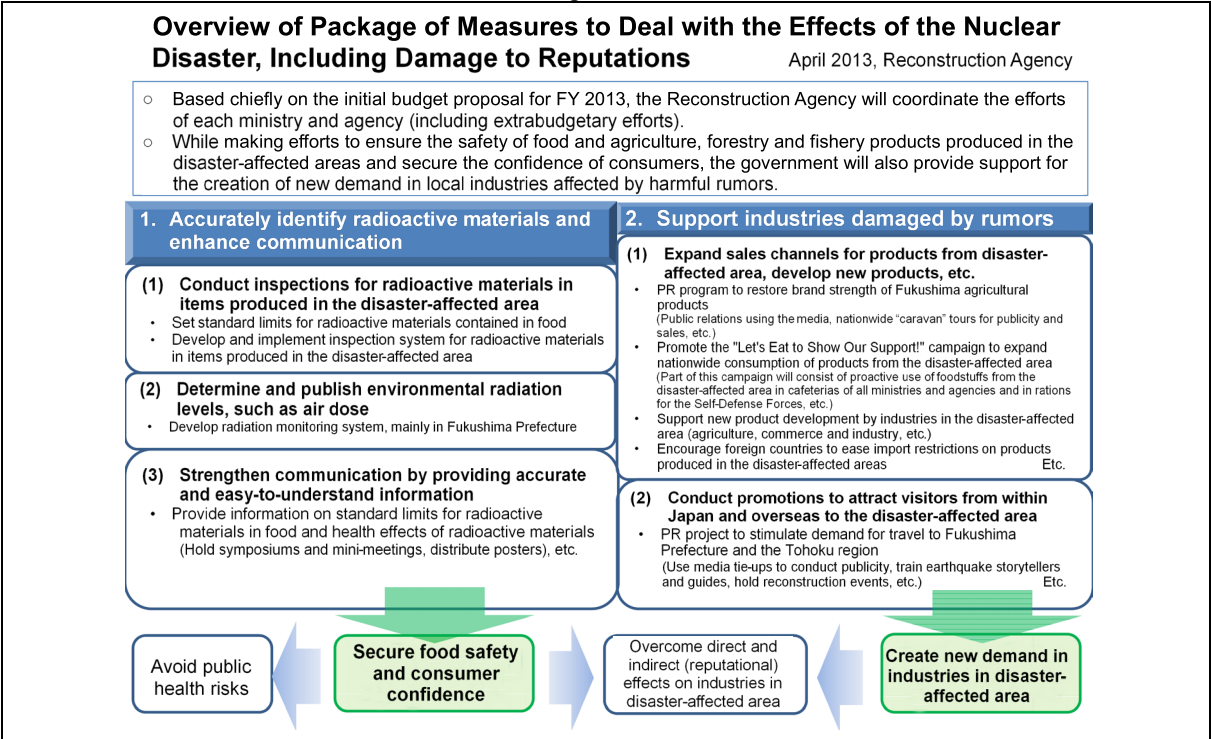 Overview of Package of Measures to Deal with the Effects of the Nuclear
Disaster, Including Damage to Reputations
April 2013, Reconstruction Agency
○ Based chiefly on the initial budget proposal for FY 2013, the Reconstruction Agency will coordinate the efforts
of each ministry and agency (including extrabudgetary efforts).
○ While making efforts to ensure the safety of food and agriculture, forestry and fishery products produced in the
disaster-affected areas and secure the confidence of consumers, the government will also provide support for
the creation of new demand in local industries affected by harmful rumors.
1. Accurately identify radioactive materials and
enhance communication
(1) Conduct inspections for radioactive materials in
items produced in the disaster-affected area
• Set standard limits for radioactive materials contained in food
• Develop and implement inspection system for radioactive materials
in items produced in the disaster-affected area
(2) Determine and publish environmental radiation
levels, such as air dose
• Develop radiation monitoring system, mainly in Fukushima Prefecture
(3) Strengthen communication by providing accurate
and easy-to-understand information
• Provide information on standard limits for radioactive
materials in food and health effects of radioactive materials
(Hold symposiums and mini-meetings, distribute posters), etc.
2. Support industries damaged by rumors
(1) Expand sales channels for products from disaster-
affected area, develop new products, etc.
• PR program to restore brand strength of Fukushima agricultural
products
(Public relations using the media, nationwide “caravan” tours for publicity and
sales, etc.)
• Promote the "Let's Eat to Show Our Support!" campaign to expand
nationwide consumption of products from the disaster-affected area
(Part of this campaign will consist of proactive use of foodstuffs from the
disaster-affected area in cafeterias of all ministries and agencies and in rations
for the Self-Defense Forces, etc.)
• Support new product development by industries in the disaster-affected
area (agriculture, commerce and industry, etc.)
• Encourage foreign countries to ease import restrictions on products
produced in the disaster-affected areas Etc.
(2) Conduct promotions to attract visitors from within
Japan and overseas to the disaster-affected area
• PR project to stimulate demand for travel to Fukushima
Prefecture and the Tohoku region
(Use media tie-ups to conduct publicity, train earthquake storytellers
and guides, hold reconstruction events, etc.) Etc.
Avoid public
health risks
Secure food safety
and consumer
confidence
Overcome direct and
indirect (reputational)
effects on industries in
disaster-affected area
Create new demand in
industries in disaster-
affected area